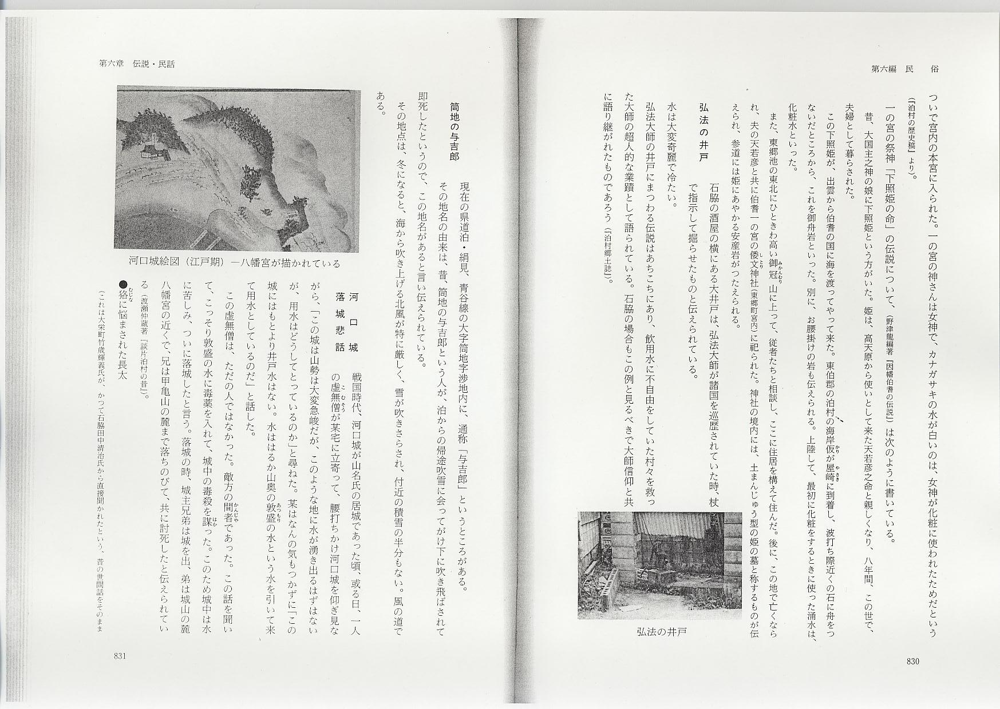 第六編　民　　俗
ついで宮内の本宮に入られた。一の宮の神さんは女神で、カナガサキの水が白いのは、女神が化粧に使われたためだという
（『泊村の歴史稿』より）。
一の宮の祭神「下照姫の命」の伝説について、（野津龍編著『因幡伯耆の伝説』）は次のように書いている。
昔、大国主之神の娘に下照姫という方がいた。姫は、高天原から使いとして来た天若彦之命と親しくなり、八年間、この世で、
夫婦として暮らされた。
この下照姫が、出雲から伯耆の国に海を渡ってやって来た。東伯郡の泊村の海岸仮が屋崎に到着し、波打ち際近くの石に舟をつ
ないだところから、これを御舟岩といった。別に、お腰掛けの岩も伝えられる。上陸して、最初に化粧をするときに使った涌水は、
化粧水といった。
また、東郷池の東北にひときわ高い御冠山に上って、従者たちと相談し、ここに住居を構えて住んだ。後に、この地で亡くなら
れ、夫の天若彦と共に伯耆一の宮の倭文神社（東郷町宮内）に祀られた。神社の境内には、土まんじゅう型の姫の墓と称するものが伝
えられ、参道には姫にあやかる安産岩がつたえられる。
弘法の井戸
石脇の酒屋の横にある大井戸は、弘法大師が諸国を巡歴されていた時、杖
で指示して掘らせたものと伝えられている。
水は大変奇麗で冷たい。
弘法大師の井戸にまつわる伝説はあちこちにあり、飲用水に不自由をしていた村々を救っ
た大師の超人的な業蹟として語られている。石脇の場合もこの例と見るべきで大師信仰と共
に語り継がれたものであろう（『泊村郷土誌』）。
弘法の井戸
830
第六章　伝説・民話
筒地の与吉郎
現在の県道泊・絹見、青谷線の大字筒地字渉地内に、通称「与吉郎」というところがある。
その地名の由来は、昔、筒地の与吉郎という人が、泊からの帰途吹雪に会ってがけ下に吹き飛ばされて
即死したというので、この地名があると言い伝えられている。
その地点は、冬になると、海から吹き上げる北風が特に厳しく、雪が吹きさらされ、付近の積雪の半分もない。風の道で
ある。
河口城絵図（江戸期）―八幡宮が描かれている
河口城
落城悲話
戦国時代、河口城が山名氏の居城であった頃、或る日、一人
の虚無僧が某宅に立寄って、腰打ちかけ河口城を仰ぎ見な
がら、「この城は山勢は大変急峻だが、このような地に水が湧き出るはずはない
が、用水はどうしてとっているのか」と尋ねた。某はなんの気もつかずに「この
城にはもとより井戸水はない。水ははるか山奥の敦盛の水という水を引いて来
て用水としているのだ」と話した。
この虚無僧は、ただの人ではなかった。敵方の間者であった。この話を聞い
て、こっそり敦盛の水に毒薬を入れて、城中の毒殺を謀った。このため城中は水
に苦しみ、ついに落城したと言う。落城の時、城主兄弟は城を出、弟は城山の麓
八幡宮の近くで、兄は甲亀山の麓まで落ちのびて、共に討死したと伝えられてい
る（渡瀬仲蔵著『談片泊村の昔』）。
●狢に悩まされた長太
（これは大栄町竹蔵輝義氏が、かつて石脇田中清治氏から直接聞かれたという、昔の世間話をそのまま
831